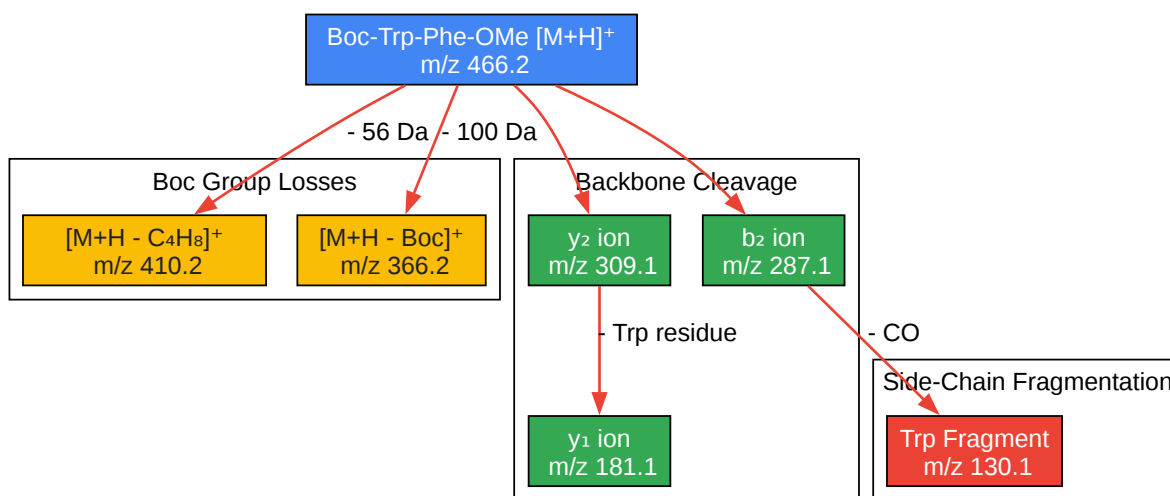 Boc-Trp-Phe-OMe [M+H]⁺
m/z 466.2
- 56 Da
- 100 Da
Boc Group Losses
Backbone Cleavage
[M+H - C₄H₈]⁺
m/z 410.2
[M+H - Boc]⁺
m/z 366.2
y₂ ion
m/z 309.1
b₂ ion
m/z 287.1
- Trp residue
- CO
Side-Chain Fragmentation
y₁ ion
m/z 181.1
Trp Fragment
m/z 130.1